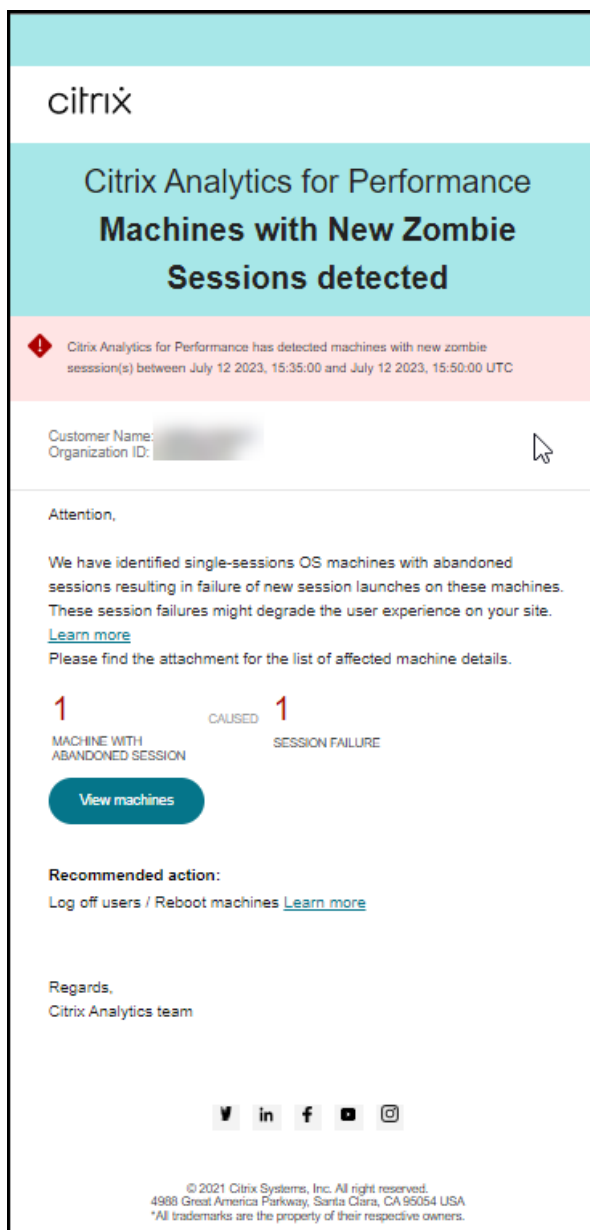 citrix
Citrix Analytics for Performance
Machines with New Zombie
Sessions detected
Citrix Analytics for Performance has detected machines with new zombie
sesssion(s) between July 12 2023, 15:35:00 and July 12 2023, 15:50:00 UTC
Customer Name:
Organization ID:
Attention,
We have identified single-sessions OS machines with abandoned
sessions resulting in failure of new session launches on these machines.
These session failures might degrade the user experience on your site.
Learn more
Please find the attachment for the list of affected machine details.
1 CAUSED 1
MACHINE WITH SESSION FAILURE
ABANDONED SESSION
View machines
Recommended action:
Log off users / Reboot machines Learn more
Regards,
Citrix Analytics team
© 2021 Citrix Systems, Inc. All right reserved.
4988 Great America Parkway, Santa Clara, CA 95054 USA
*All trademarks are the property of their respective owners.